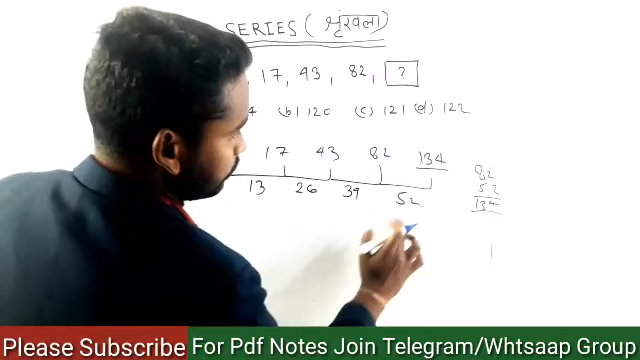 SERIES (शृंखला)
, 17, 43, 82, ?
4 (b) 120 (c) 121 (d) 122
17 43 82 134
13 26 39 52
82
52
134
Please Subscribe For Pdf Notes Join Telegram/Whtsaap Group